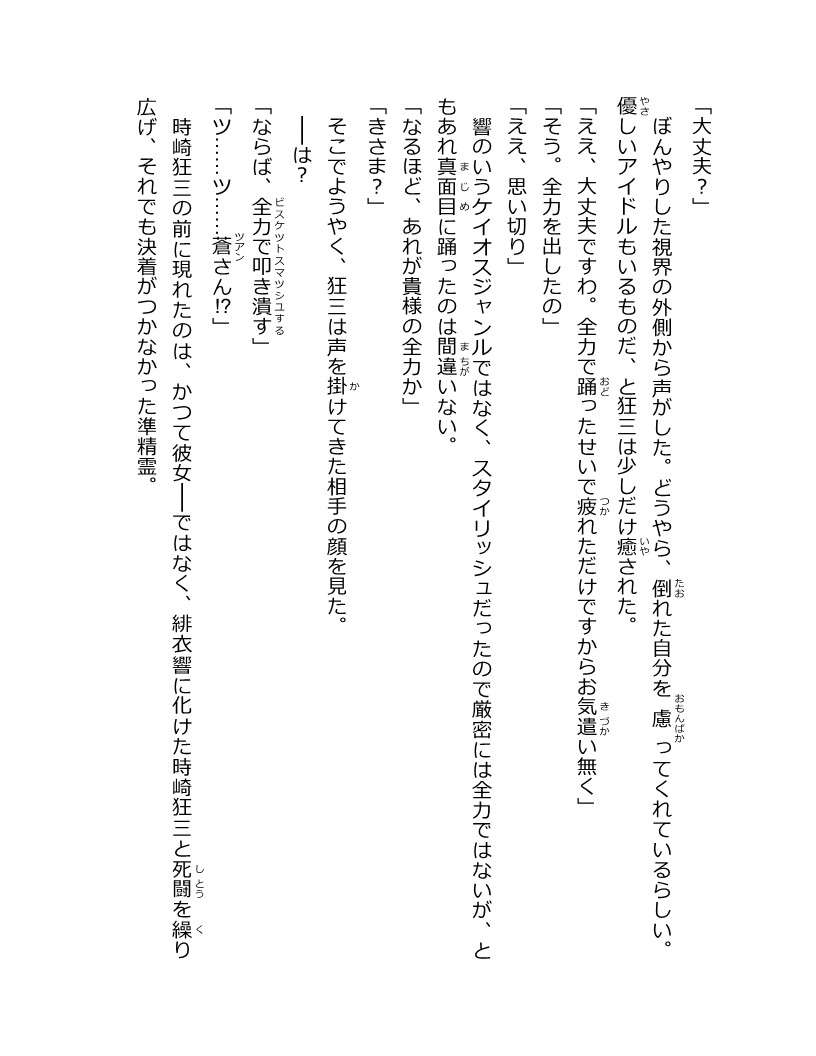 「大丈夫？」
ぼんやりした視界の外側から声がした。どうやら、倒れた自分を慮ってくれているらしい。
優しいアイドルもいるものだ、と狂三は少しだけ癒された。
「ええ、大丈夫ですわ。全力で踊ったせいで疲れただけですからお気遣い無く」
「そう。全力を出したの」
「ええ、思い切り」
響のいうケイオスジャンルではなく、スタイリッシュだったので厳密には全力ではないが、と
もあれ真面目に踊ったのは間違いない。
「なるほど、あれが貴様の全力か」
「きさま？」
そこでようやく、狂三は声を掛けてきた相手の顔を見た。
――は？
「ならば、全力で叩き潰す」
「ツ……ツ……蒼さん!?」
時崎狂三の前に現れたのは、かつて彼女――ではなく、緋衣響に化けた時崎狂三と死闘を繰り
広げ、それでも決着がつかなかった準精霊。